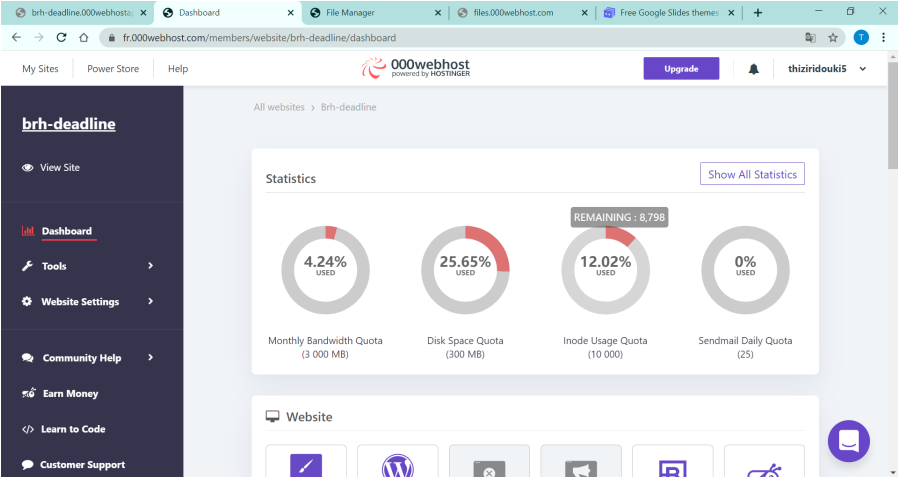 brh-deadline.000webhostap
Dashboard
File Manager
files.000webhost.com
Free Google Slides themes
fr.000webhost.com/members/website/brh-deadline/dashboard
T
My Sites
Power Store
Help
000webhost
powered by HOSTINGER
Upgrade
thiziridouki5
brh-deadline
View Site
Dashboard
Tools
Website Settings
Community Help
Earn Money
Learn to Code
Customer Support
All websites › Brh-deadline
Statistics
Show All Statistics
REMAINING : 8,798
4.24%
USED
Monthly Bandwidth Quota
(3 000 MB)
25.65%
USED
Disk Space Quota
(300 MB)
12.02%
USED
Inode Usage Quota
(10 000)
0%
USED
Sendmail Daily Quota
(25)
Website